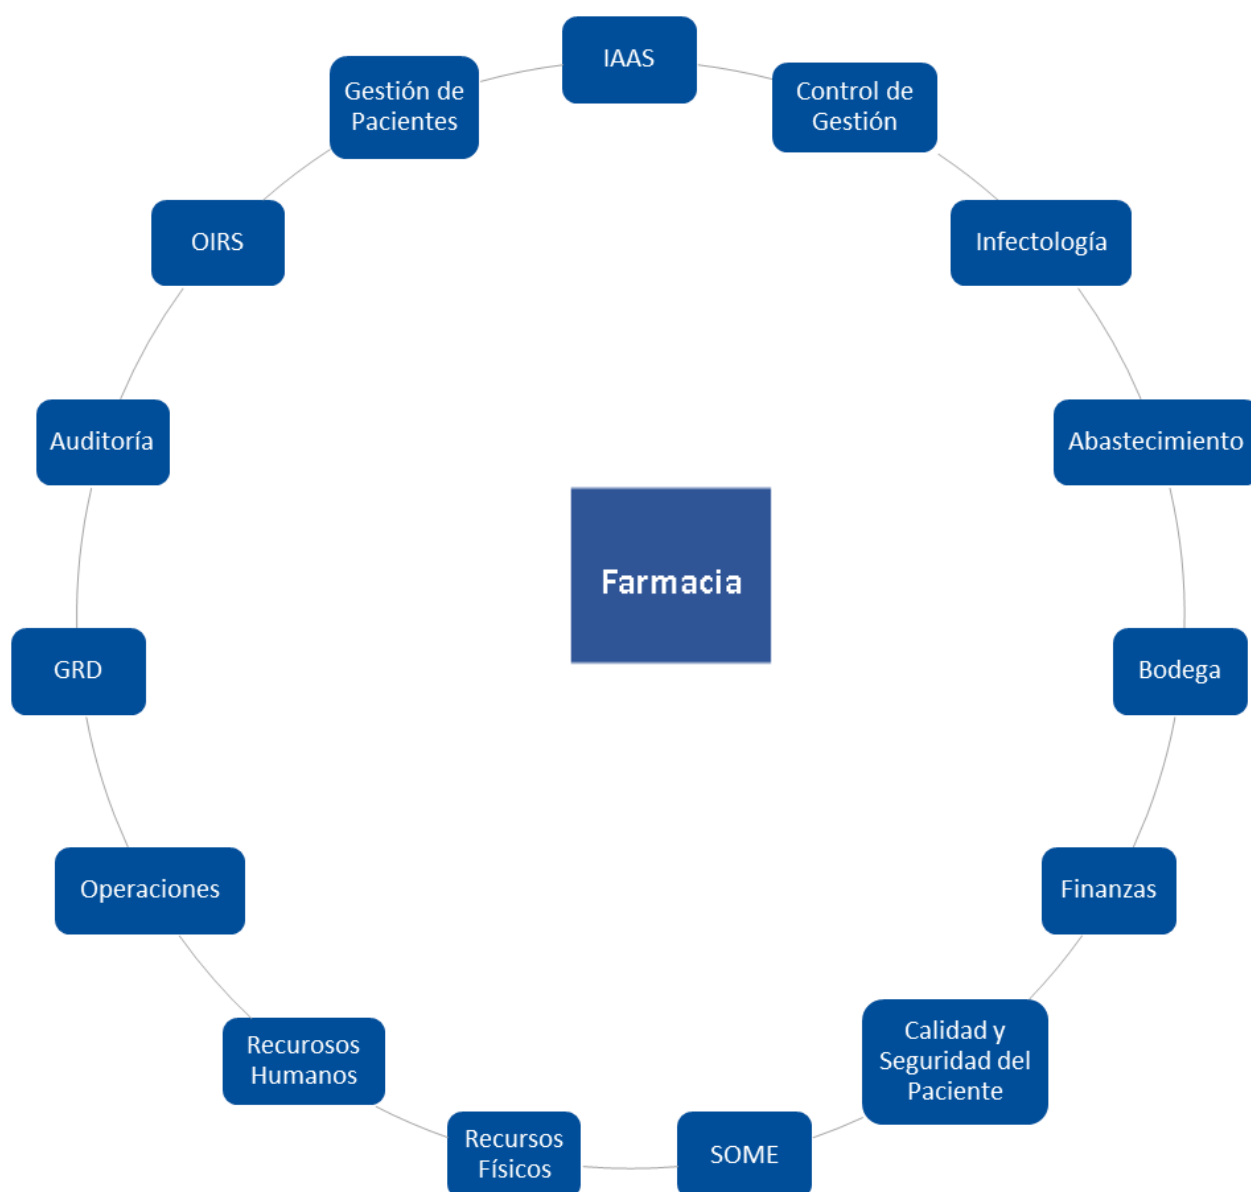 IAAS
Control de
Gestión
Infectología
Abastecimiento
Bodega
Finanzas
Calidad y
Seguridad del
Paciente
SOME
Recursos
Físicos
Recurosos
Humanos
Operaciones
GRD
Auditoría
OIRS
Gestión de
Pacientes
Farmacia